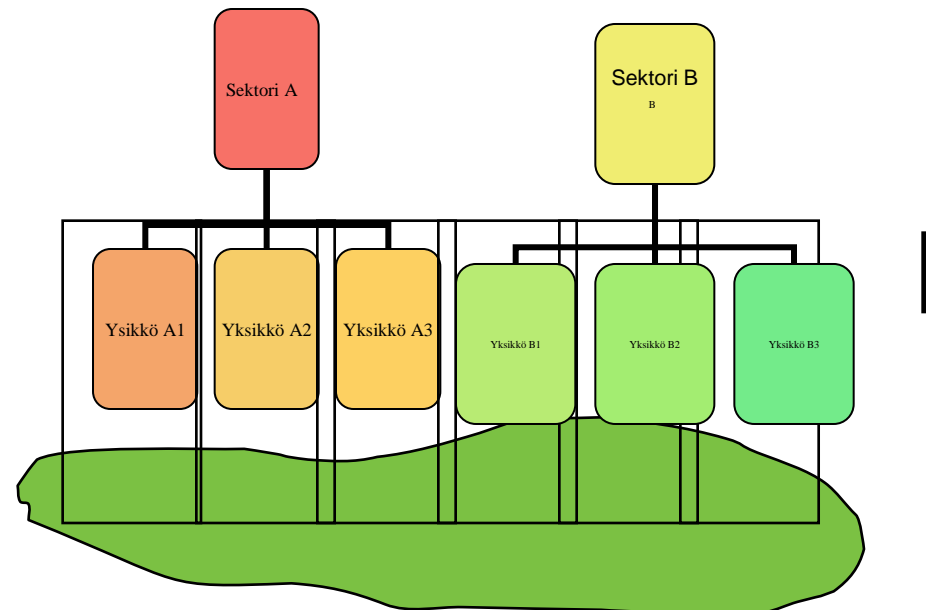 Sektori A
Sektori B
B
Ysikkö A1
Yksikkö A2
Yksikkö A3
Yksikkö B1
Yksikkö B2
Yksikkö B3